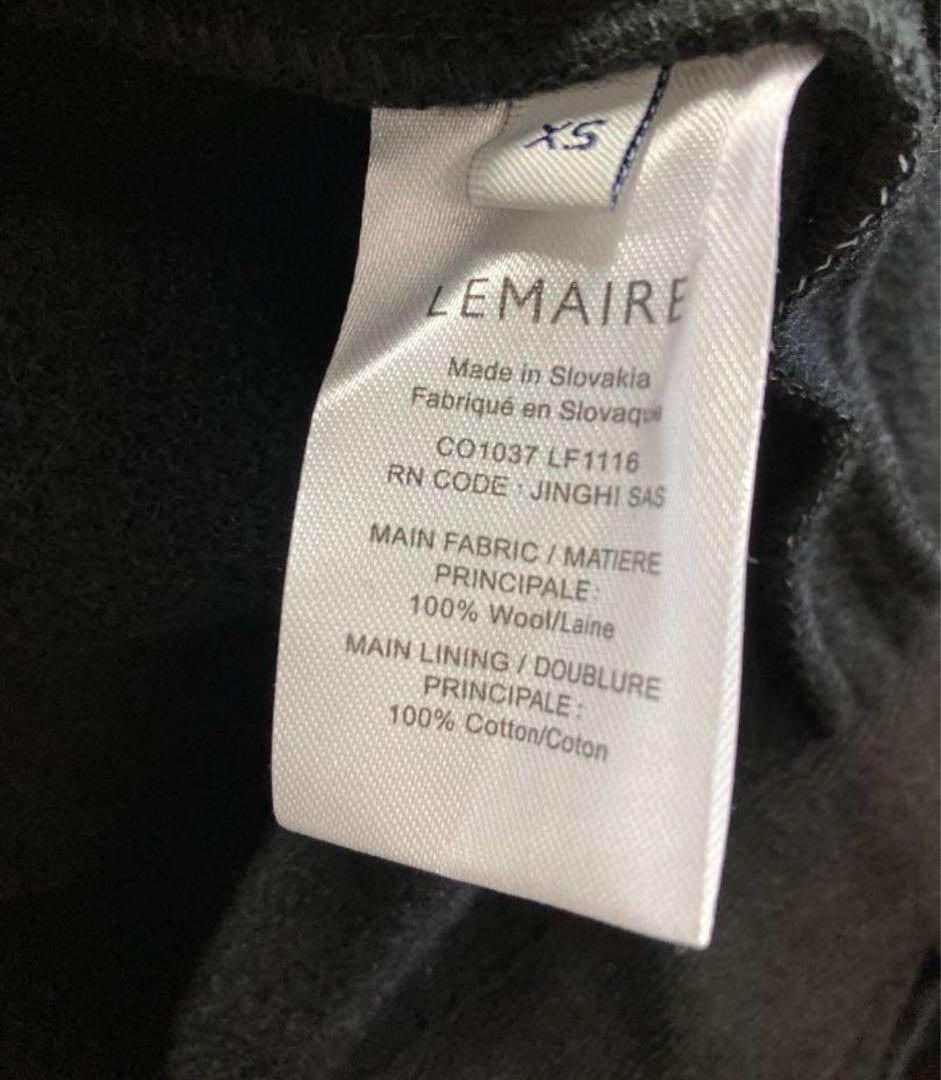 XS
LEMAIRE
Made in Slovakia
Fabriqué en Slovaquie
CO1037 LF1116
RN CODE : JINGHI SAS
MAIN FABRIC / MATIERE
PRINCIPALE:
100% Wool/Laine
MAIN LINING / DOUBLURE
PRINCIPALE:
100% Cotton/Coton